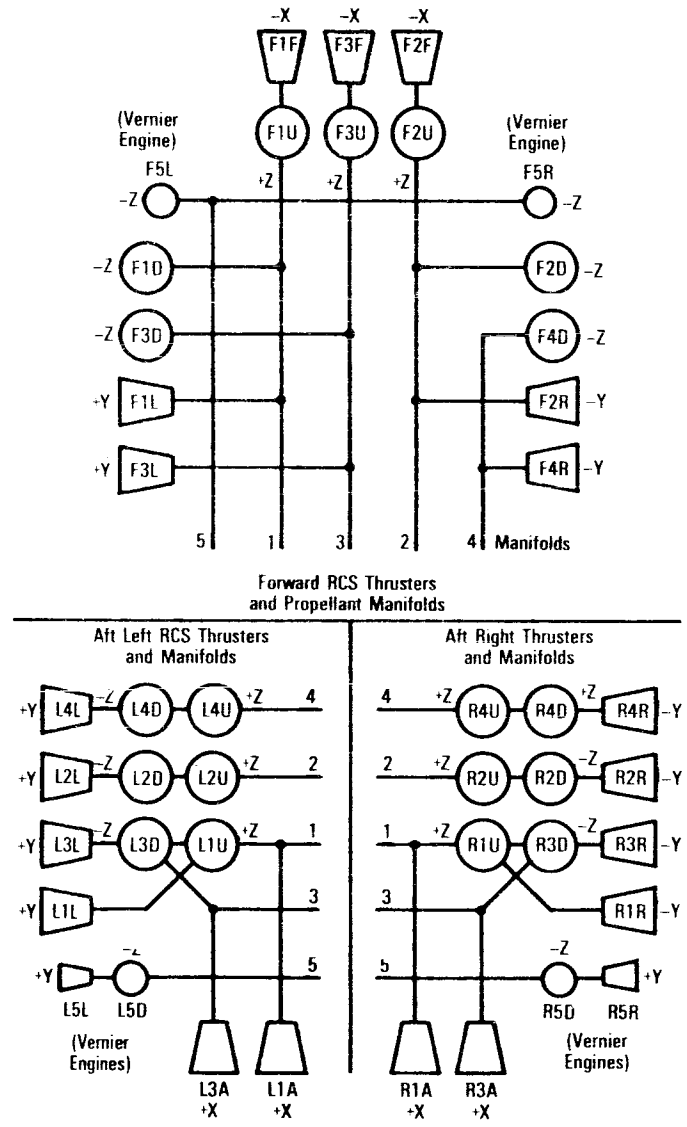 –X –X –X
F1F F3F F2F
(Vernier
Engine)
F1U F3U F2U
(Vernier
Engine)
F5L +Z +Z +Z F5R
–Z –Z
–Z F1D F2D –Z
–Z F3D F4D –Z
+Y F1L F2R –Y
+Y F3L F4R –Y
5 1 3 2 4 Manifolds
Forward RCS Thrusters
and Propellant Manifolds
Aft Left RCS Thrusters
and Manifolds
+Y L4L –Z L4D L4U +Z 4
+Y L2L –Z L2D L2U +Z 2
+Y L3L –Z L3D L1U +Z 1
+Y L1L 3
+Y –Z 5
L5L L5D
(Vernier
Engines)
L3A L1A
+X +X
Aft Right Thrusters
and Manifolds
4 +Z R4U R4D +Z R4R –Y
2 +Z R2U R2D –Z R2R –Y
1 +Z R1U R3D –Z R3R –Y
3 R1R –Y
5 –Z +Y
R5D R5R
(Vernier
Engines)
R1A R3A
+X +X